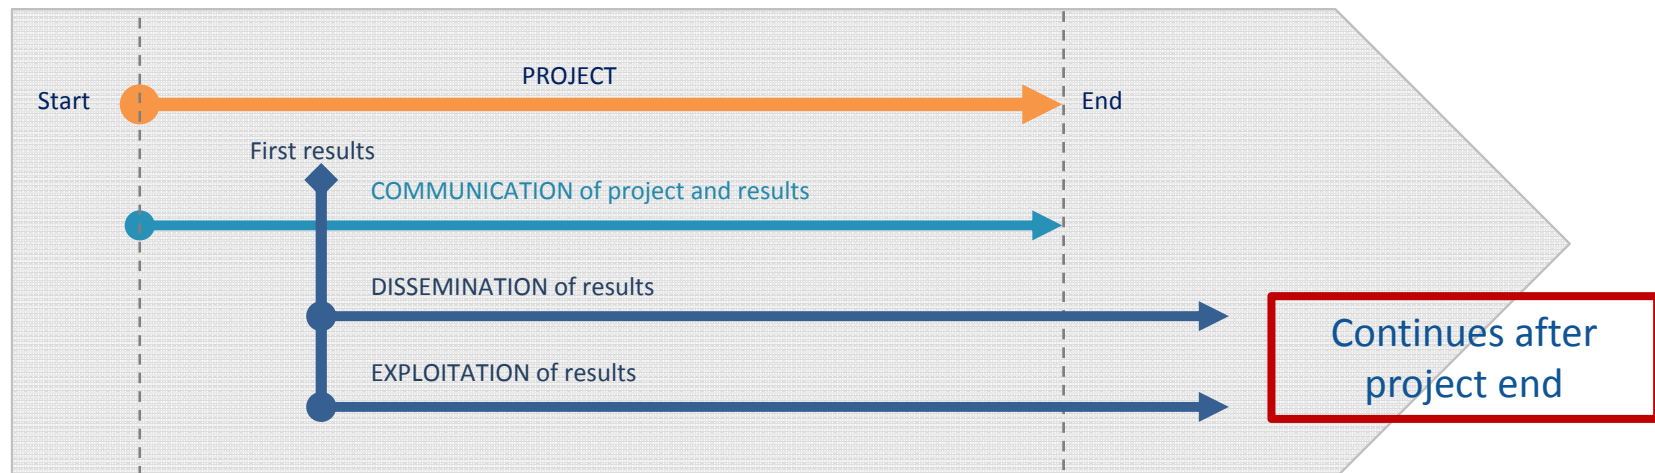 PROJECT
Start
End
First results
COMMUNICATION of project and results
DISSEMINATION of results
Continues after
project end
EXPLOITATION of results